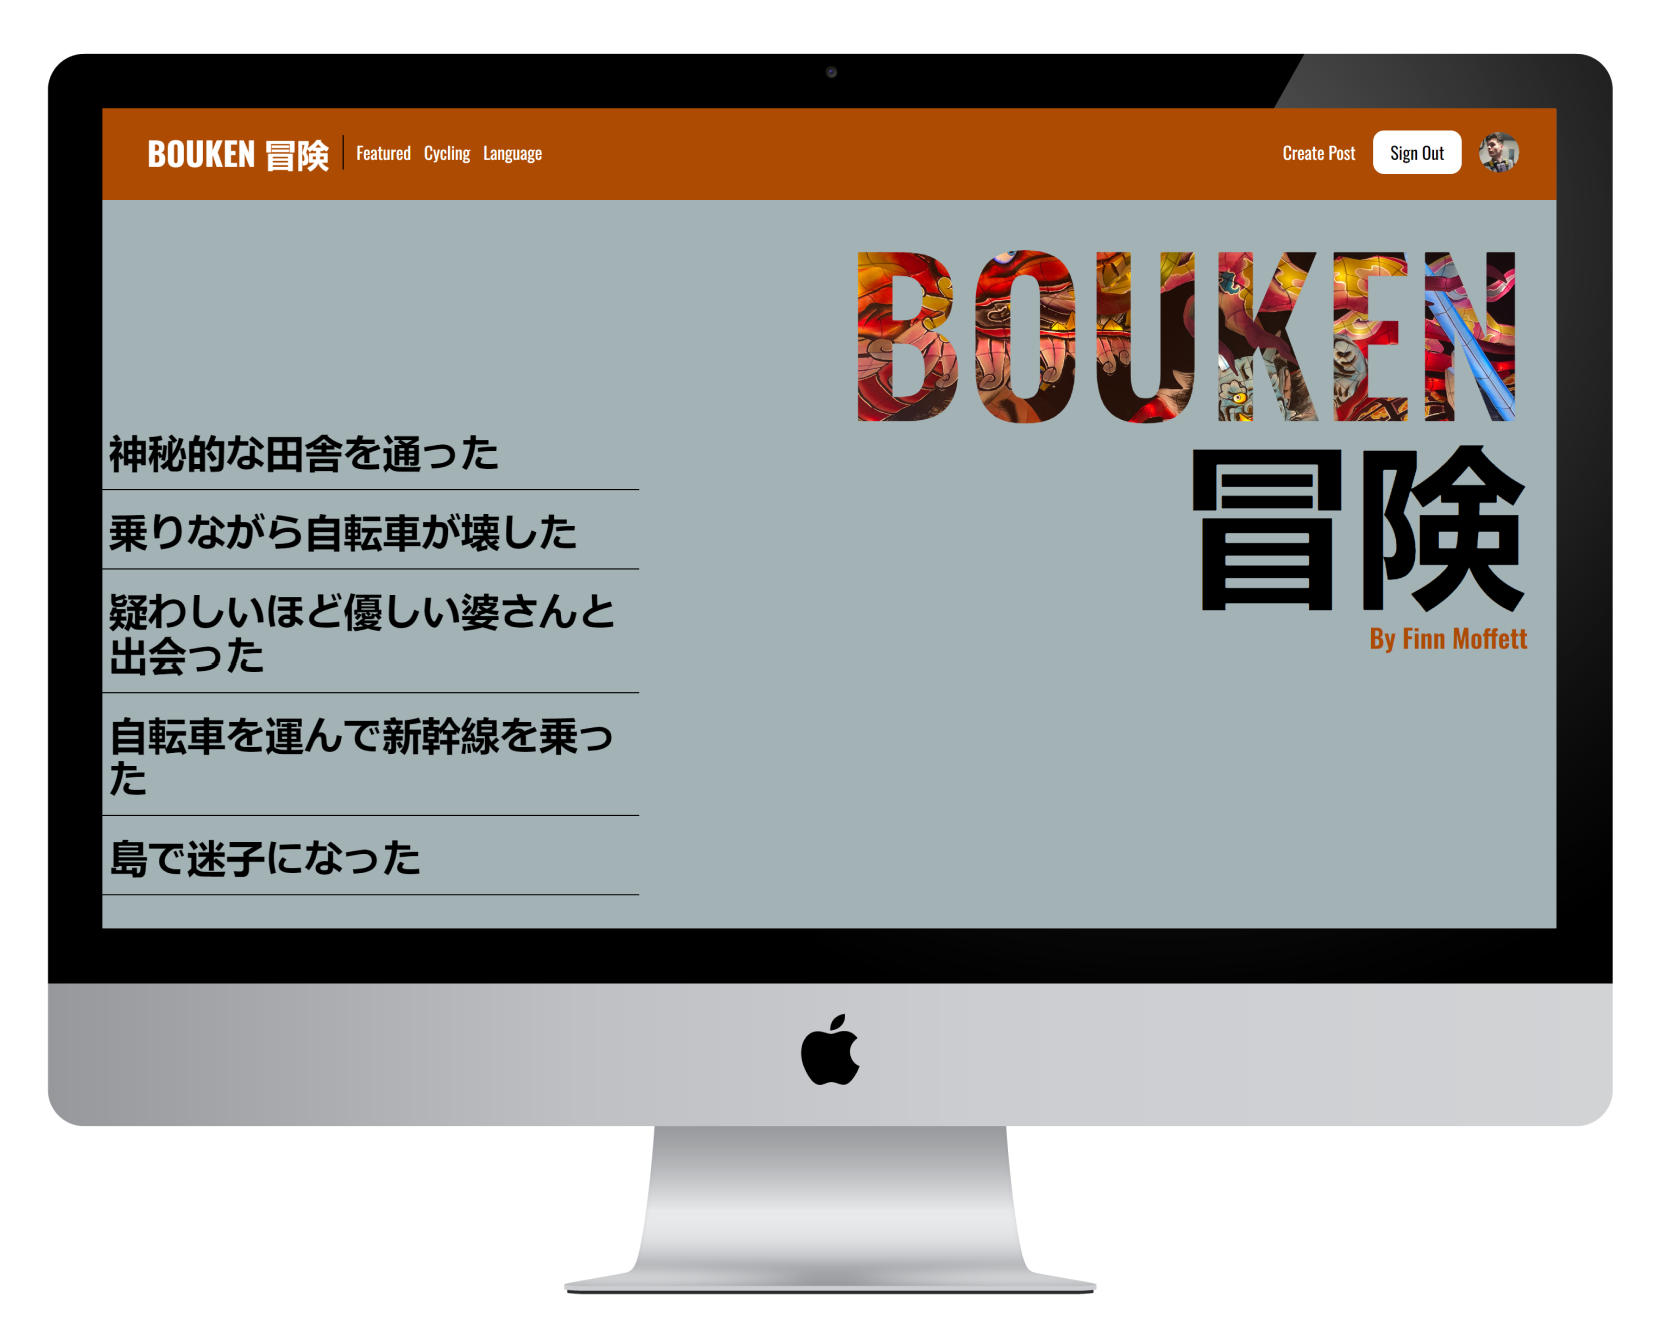 BOUKEN 冒険 Featured Cycling Language Create Post Sign Out
BOUKEN
冒険
By Finn Moffett
神秘的な田舎を通った
乗りながら自転車が壊した
疑わしいほど優しい婆さんと
出会った
自転車を運んで新幹線を乗っ
た
島で迷子になった